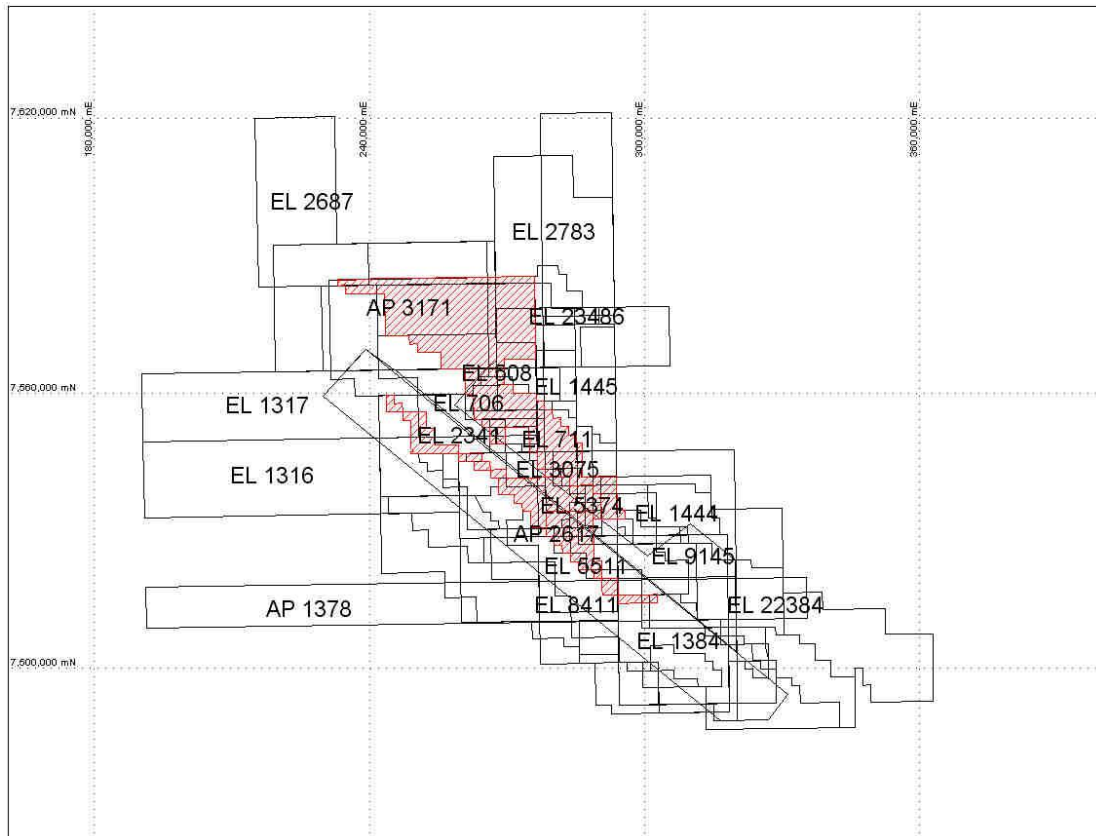 7,620,000 mN
180,000 mE
240,000 mE
300,000 mE
360,000 mE
EL 2687
EL 2783
AP 3171
EL 23486
EL 608
EL 1445
7,560,000 mN
EL 1317
EL 706
EL 2341
EL 711
EL 1316
EL 3075
EL 5374
EL 1444
AP 2617
EL 9145
EL 5511
AP 1378
EL 8411
EL 22384
EL 1384
7,500,000 mN